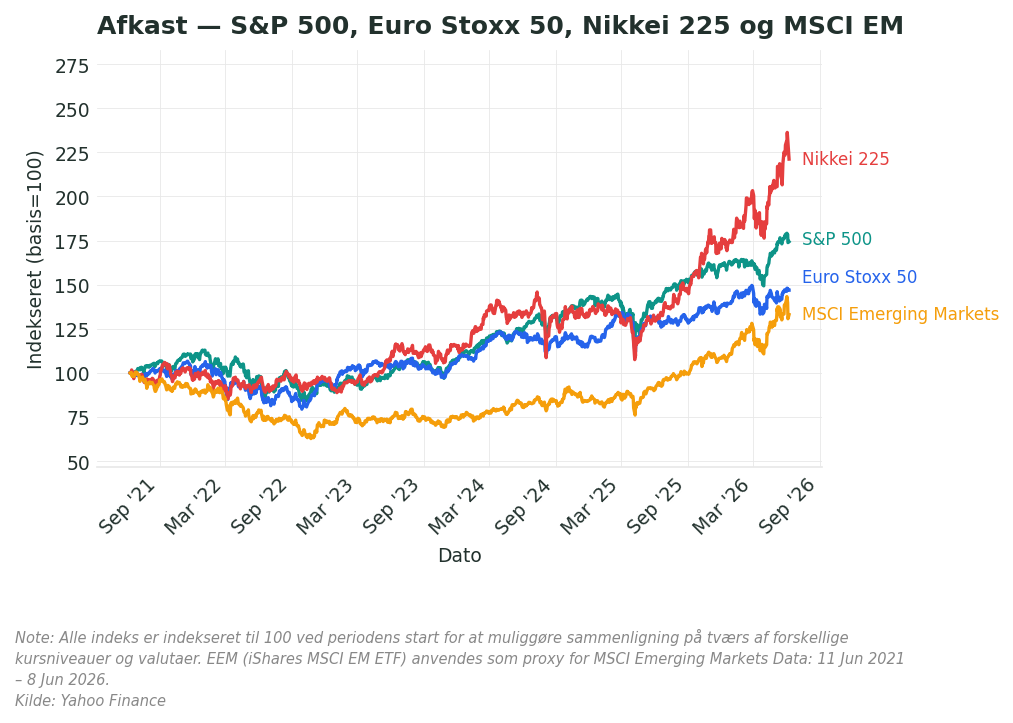 Afkast — S&P 500, Euro Stoxx 50, Nikkei 225 og MSCI EM
Indekseret (basis=100)
275
250
225
200
175
150
125
100
75
50
Nikkei 225
S&P 500
Euro Stoxx 50
MSCI Emerging Markets
Sep '21
Mar '22
Sep '22
Mar '23
Sep '23
Mar '24
Sep '24
Mar '25
Sep '25
Mar '26
Sep '26
Dato
Note: Alle indeks er indekseret til 100 ved periodens start for at muliggøre sammenligning på tværs af forskellige
kursniveauer og valutaer. EEM (iShares MSCI EM ETF) anvendes som proxy for MSCI Emerging Markets Data: 11 Jun 2021
– 8 Jun 2026.
Kilde: Yahoo Finance